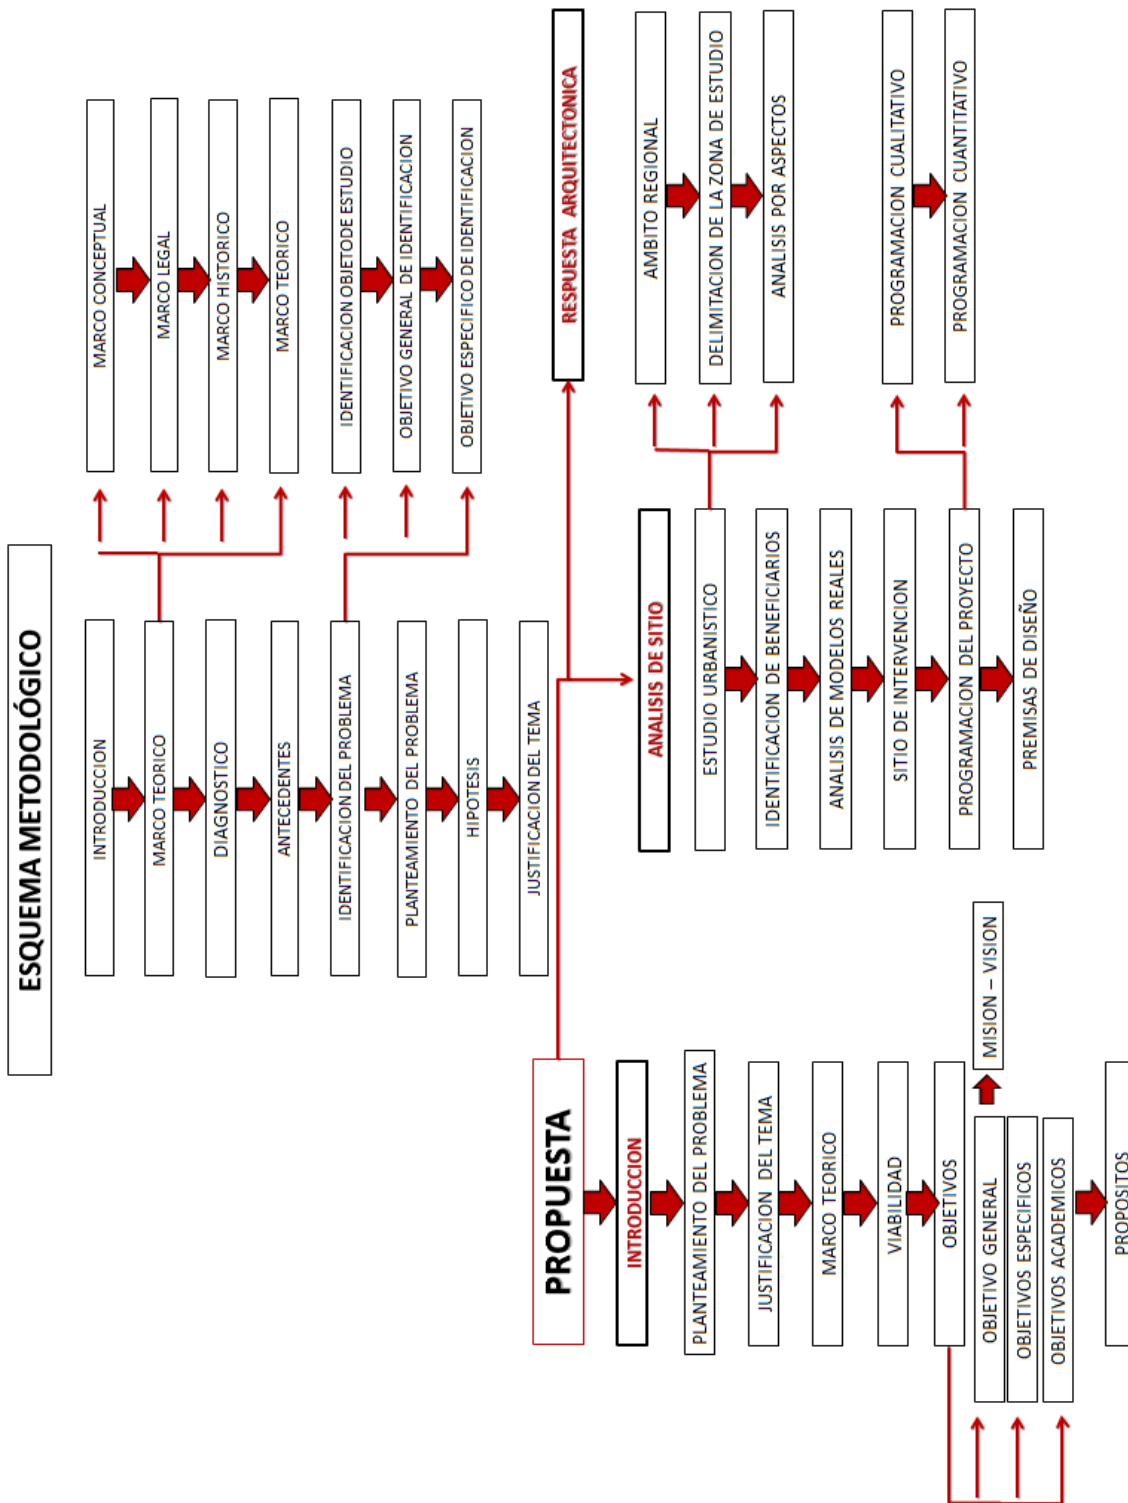 ESQUEMA METODOLÓGICO
INTRODUCCION
MARCO TEORICO
DIAGNOSTICO
ANTECEDENTES
IDENTIFICACION DEL PROBLEMA
PLANTEAMIENTO DEL PROBLEMA
HIPOTESIS
JUSTIFICACION DEL TEMA
MARCO CONCEPTUAL
MARCO LEGAL
MARCO HISTORICO
MARCO TEORICO
IDENTIFICACION OBJETODE ESTUDIO
OBJETIVO GENERAL DE IDENTIFICACION
OBJETIVO ESPECIFICO DE IDENTIFICACION
PROPUESTA
INTRODUCCION
PLANTEAMIENTO DEL PROBLEMA
JUSTIFICACION DEL TEMA
MARCO TEORICO
VIABILIDAD
OBJETIVOS
OBJETIVO GENERAL
MISION – VISION
OBJETIVOS ESPECIFICOS
OBJETIVOS ACADEMICOS
PROPOSITOS
ANALISIS DE SITIO
ESTUDIO URBANISTICO
IDENTIFICACION DE BENEFICIARIOS
ANALISIS DE MODELOS REALES
SITIO DE INTERVENCION
PROGRAMACION DEL PROYECTO
PREMISAS DE DISEÑO
RESPUESTA ARQUITECTONICA
AMBITO REGIONAL
DELIMITACION DE LA ZONA DE ESTUDIO
ANALISIS POR ASPECTOS
PROGRAMACION CUALITATIVO
PROGRAMACION CUANTITATIVO